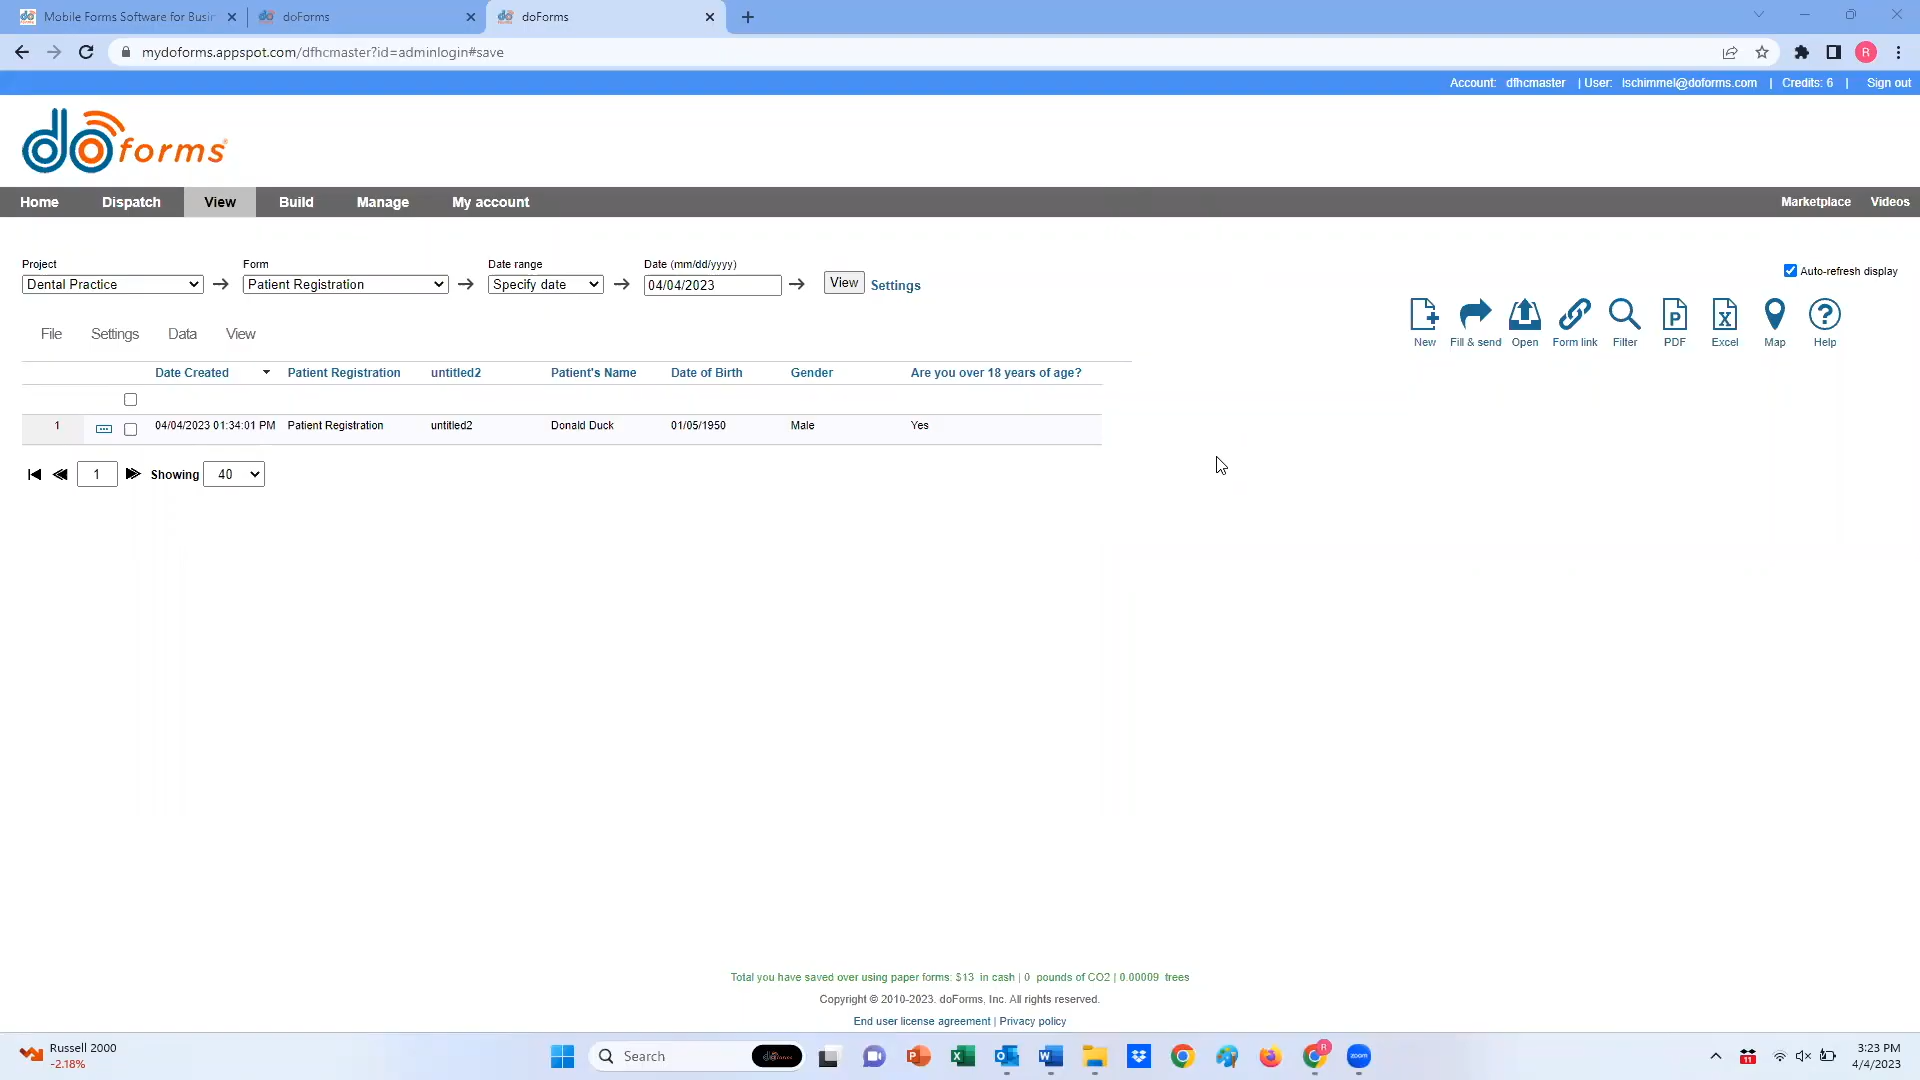 Mobile Forms Software for Busin
doForms
doForms
mydoforms.appspot.com/dfhcmaster?id=adminlogin#save
R
Account: dfhcmaster | User: lschimmel@doforms.com | Credits: 6 | Sign out
doforms®
Home Dispatch View Build Manage My account Marketplace Videos
Project Form Date range Date (mm/dd/yyyy)
Dental Practice Patient Registration Specify date 04/04/2023 View Settings
Auto-refresh display
File Settings Data View
New Fill & send Open Form link Filter PDF Excel Map Help
Date Created Patient Registration untitled2 Patient's Name Date of Birth Gender Are you over 18 years of age?
1 04/04/2023 01:34:01 PM Patient Registration untitled2 Donald Duck 01/05/1950 Male Yes
1 Showing 40
Total you have saved over using paper forms: $13 in cash | 0 pounds of CO2 | 0.00009 trees
Copyright © 2010-2023. doForms, Inc. All rights reserved.
End user license agreement | Privacy policy
Russell 2000
-2.18%
Search
doforms
zoom
11
3:23 PM
4/4/2023